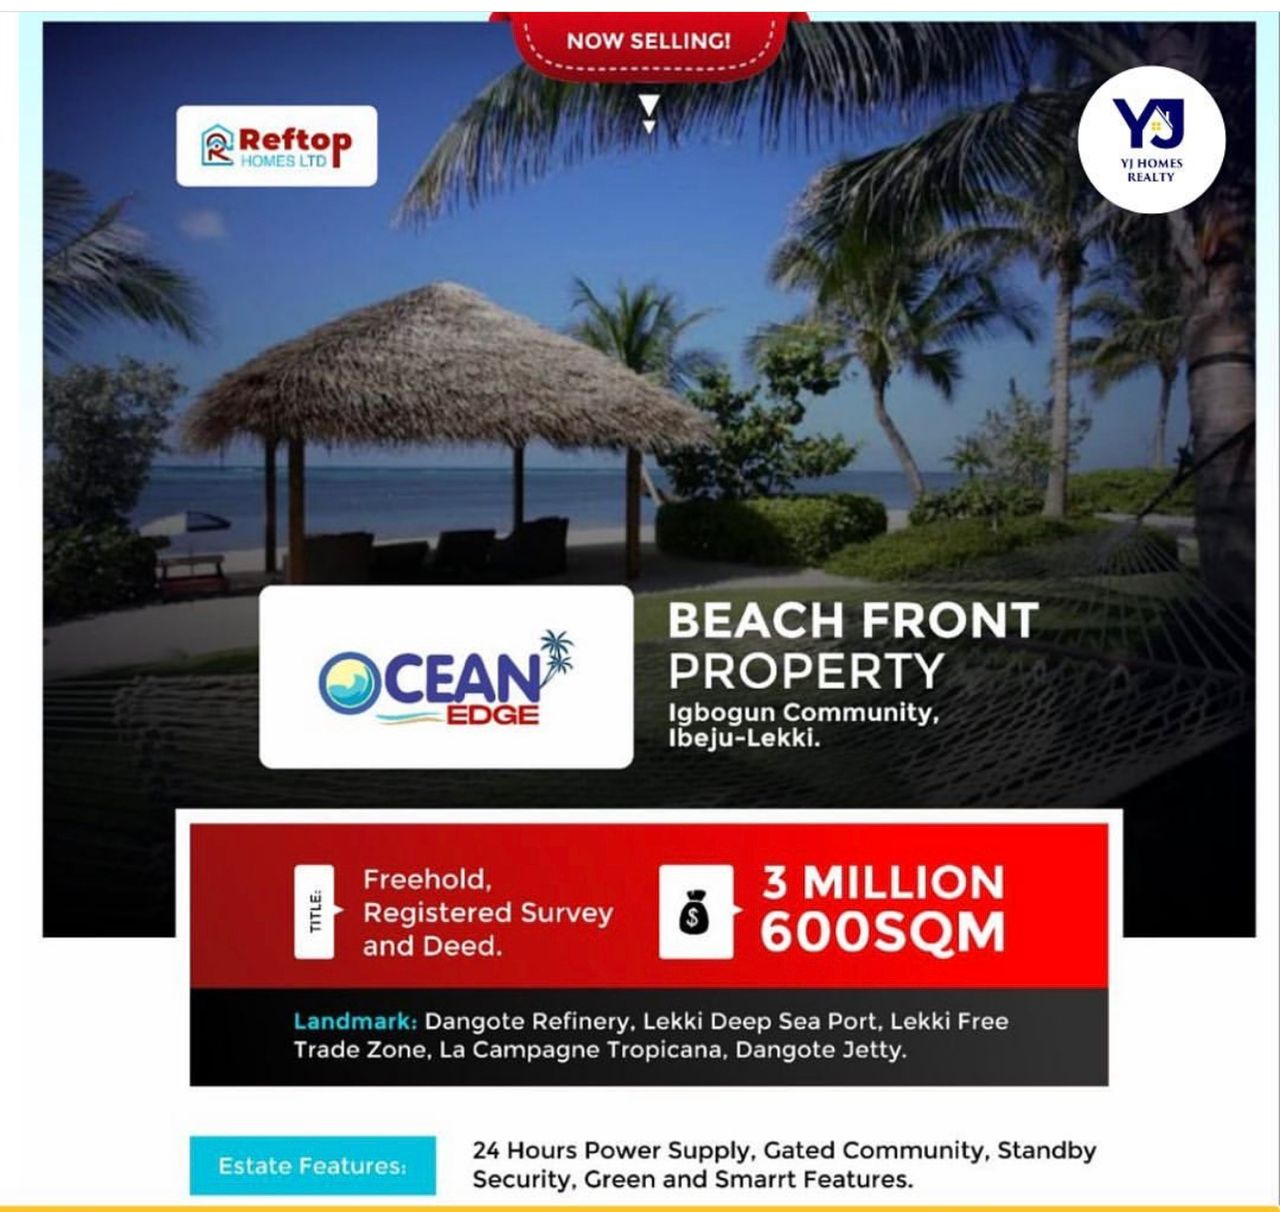 NOW SELLING!
Reftop
HOMES LTD
YJ
YJ HOMES
REALTY
OCEAN
EDGE
BEACH FRONT
PROPERTY
Igbogun Community,
Ibeju-Lekki.
TITLE:
Freehold,
Registered Survey
and Deed.
$
3 MILLION
600SQM
Landmark: Dangote Refinery, Lekki Deep Sea Port, Lekki Free
Trade Zone, La Campagne Tropicana, Dangote Jetty.
Estate Features:
24 Hours Power Supply, Gated Community, Standby
Security, Green and Smarrt Features.